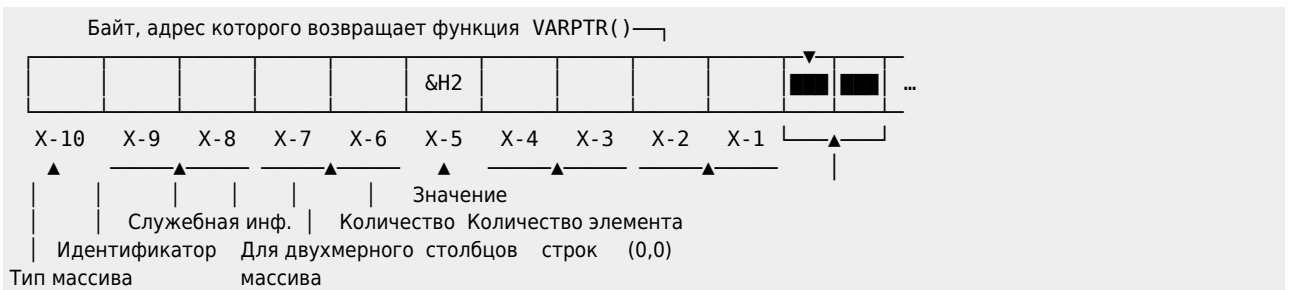 Байт, адрес которого возвращает функция VARPTR()
&H2 …
X-10 X-9 X-8 X-7 X-6 X-5 X-4 X-3 X-2 X-1
Значение
Служебная инф. Количество Количество элемента
Идентификатор Для двухмерного столбцов строк (0,0)
Тип массива массива